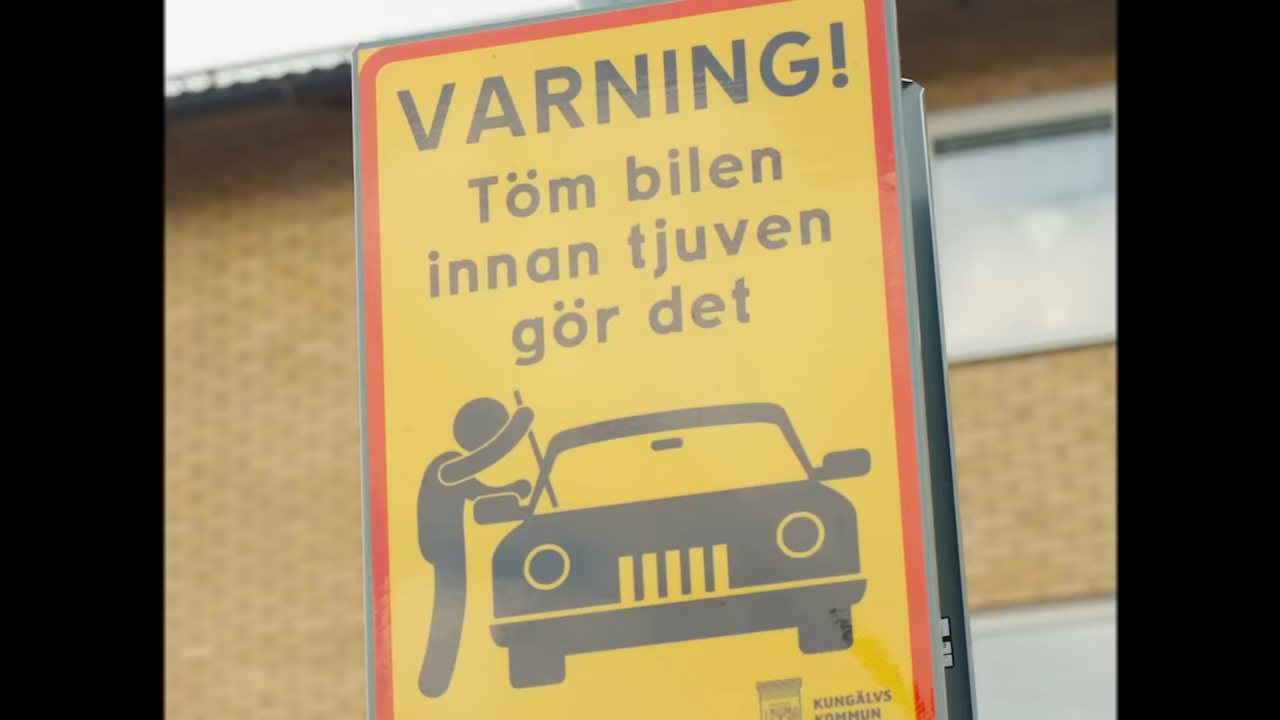 VARNING!
Töm bilen
innan tjuven
gör det
KUNGÄLVS
KOMMUN